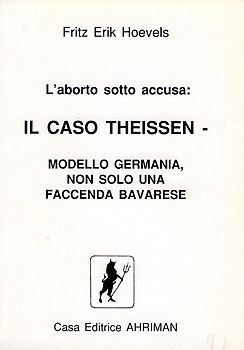 Fritz Erik Hoevels
L'aborto sotto accusa:
IL CASO THEISSEN -
MODELLO GERMANIA,
NON SOLO UNA
FACCENDA BAVARESE
Casa Editrice AHRIMAN